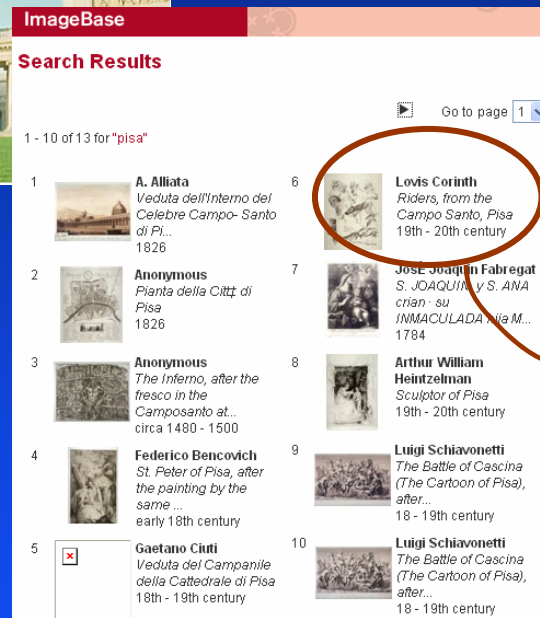 ImageBase
Search Results
Go to page 1
1 - 10 of 13 for "pisa"
1
A. Alliata
Veduta dell'Interno del
Celebre Campo- Santo
di Pi...
1826
2
Anonymous
Pianta della Citt‡ di
Pisa
1826
3
Anonymous
The Inferno, after the
fresco in the
Camposanto at...
circa 1480 - 1500
4
Federico Bencovich
St. Peter of Pisa, after
the painting by the
same ...
early 18th century
5
Gaetano Ciuti
Veduta del Campanile
della Cattedrale di Pisa
18th - 19th century
6
Lovis Corinth
Riders, from the
Campo Santo, Pisa
19th - 20th century
7
JosE Joaquin Fabregat
S. JOAQUIN y S. ANA
crian · su
INMACULADA hija M...
1784
8
Arthur William
Heintzelman
Sculptor of Pisa
19th - 20th century
9
Luigi Schiavonetti
The Battle of Cascina
(The Cartoon of Pisa),
after...
18 - 19th century
10
Luigi Schiavonetti
The Battle of Cascina
(The Cartoon of Pisa),
after...
18 - 19th century